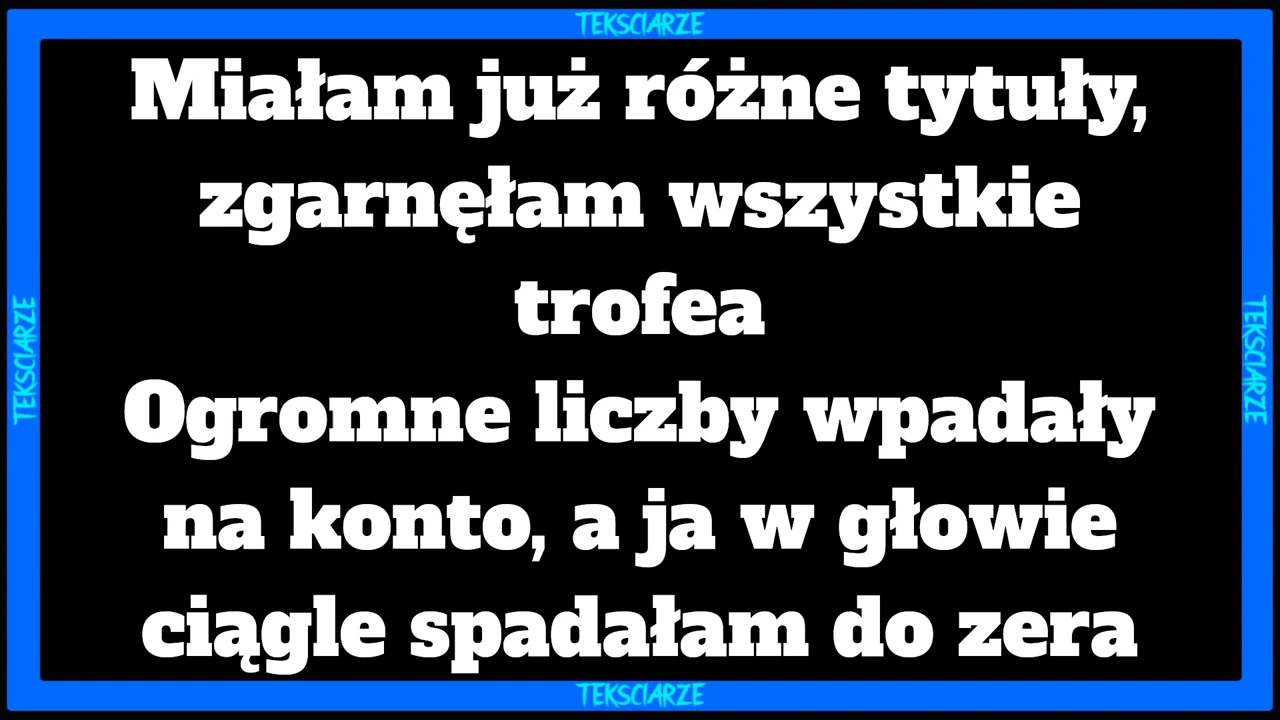 TEKSCIARZE
Miałam już różne tytuły,
zgarnęłam wszystkie
trofea
Ogromne liczby wpadały
na konto, a ja w głowie
ciągle spadałam do zera
TEKSCIARZE
TEKSCIARZE
TEKSCIARZE